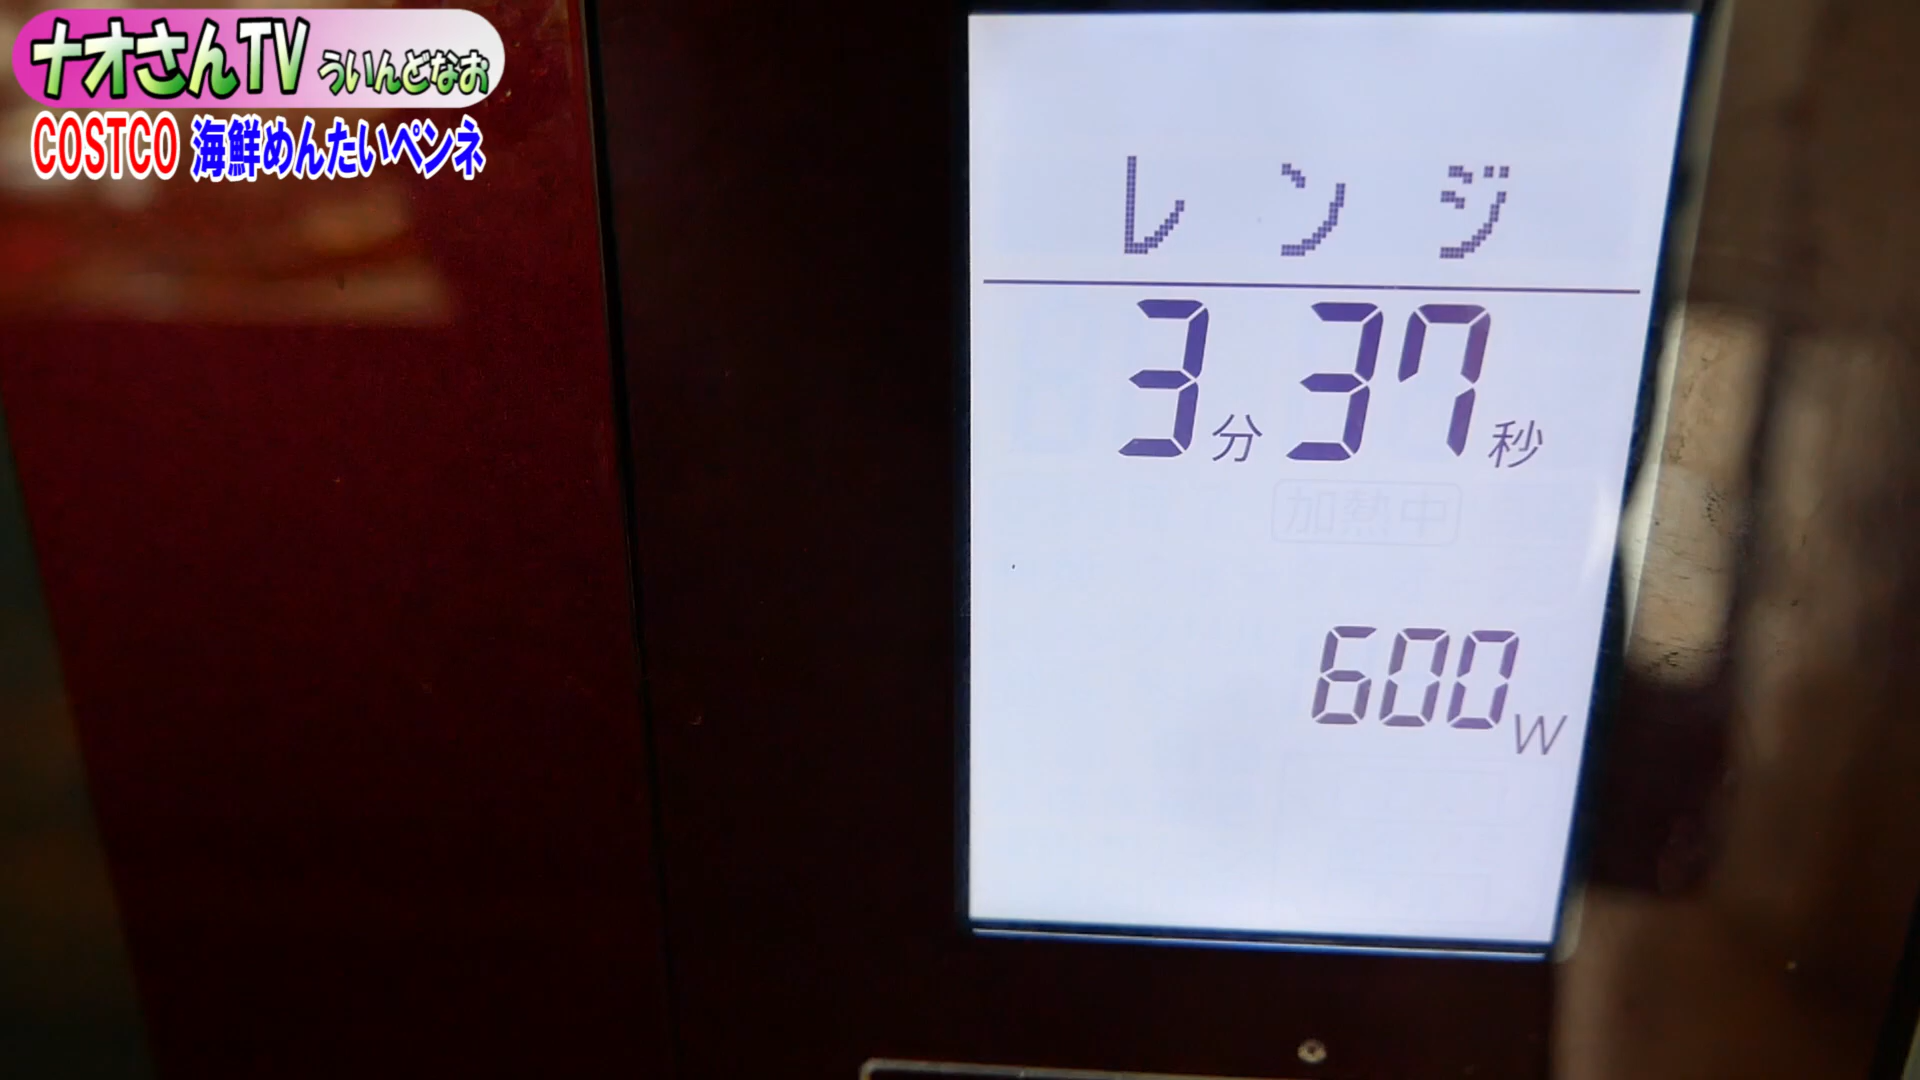 ナオさんTV ういんどなお
COSTCO 海鮮めんたいペンネ
レンジ
3分37秒
加熱中
600W